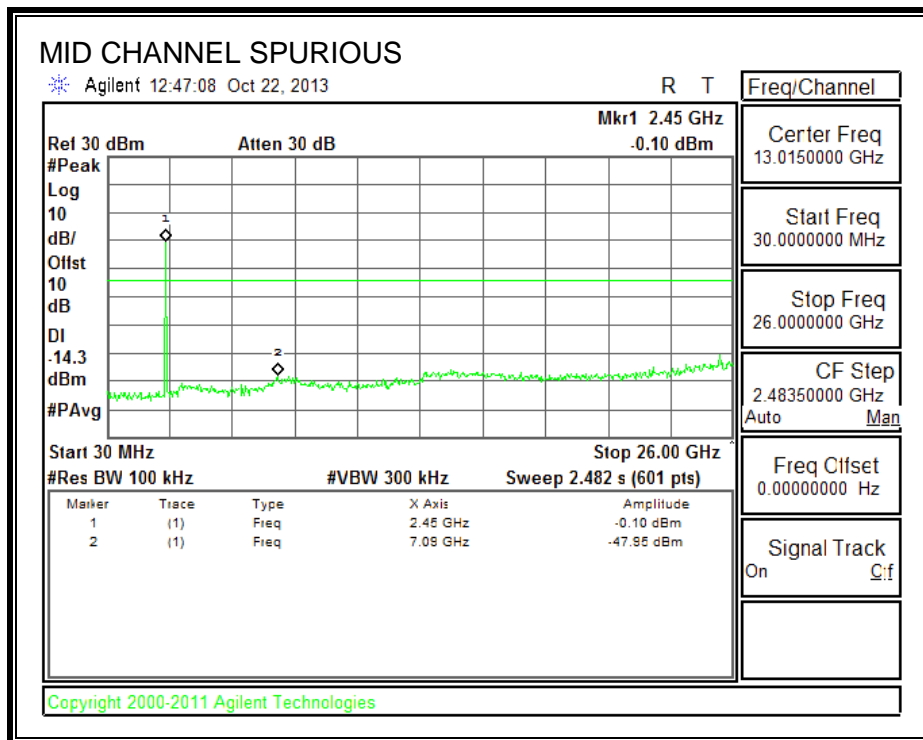 MID CHANNEL SPURIOUS
Agilent 12:47:08 Oct 22, 2013
R T
Mkr1 2.45 GHz
Ref 30 dBm
Atten 30 dB
-0.10 dBm
#Peak
Log
10
dB/
Offst
10
dB
DI
-14.3
dBm
#PAvg
1
2
Start 30 MHz
Stop 26.00 GHz
#Res BW 100 kHz
#VBW 300 kHz
Sweep 2.482 s (601 pts)
Marker Trace Type X Axis Amplitude
1 (1) Freq 2.45 GHz -0.10 dBm
2 (1) Freq 7.09 GHz -47.95 dBm
Freq/Channel
Center Freq
13.0150000 GHz
Start Freq
30.0000000 MHz
Stop Freq
26.0000000 GHz
CF Step
2.48350000 GHz
Auto Man
Freq Offset
0.00000000 Hz
Signal Track
On Off
Copyright 2000-2011 Agilent Technologies